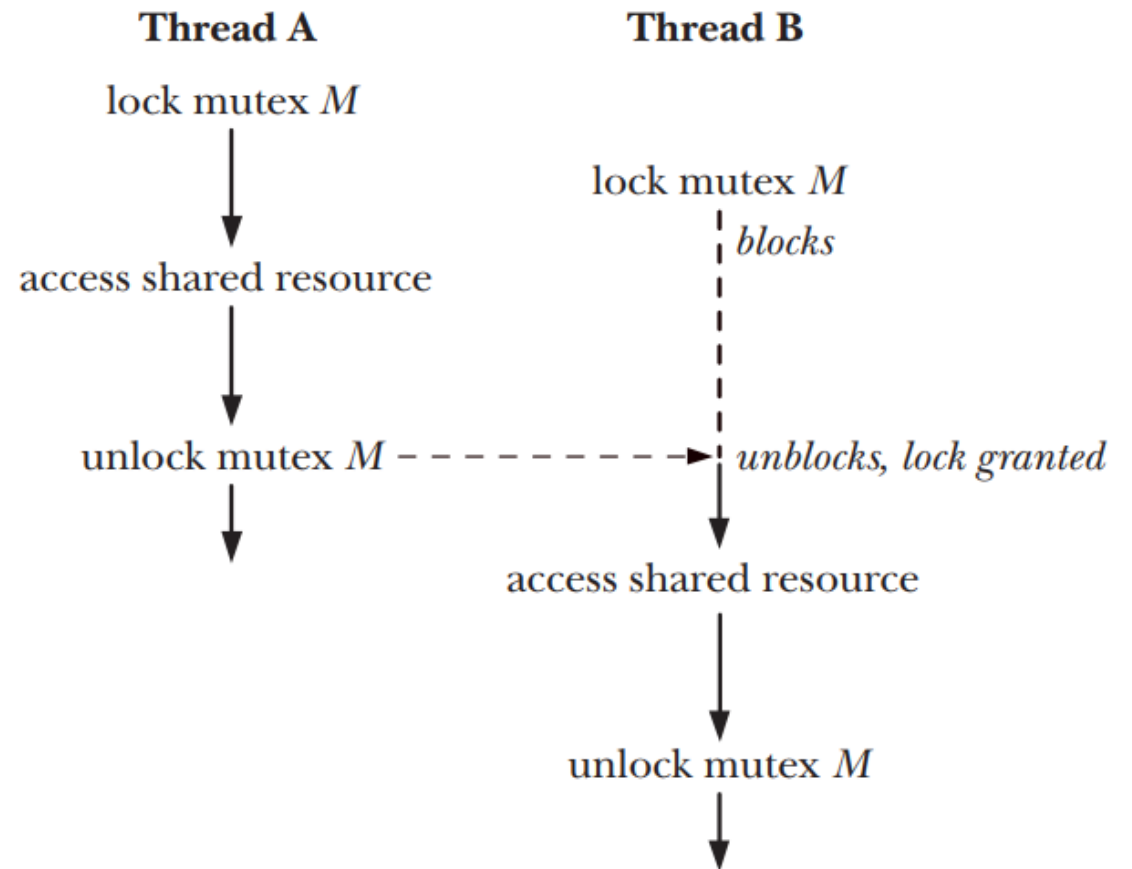 Thread A
Thread B
lock mutex M
lock mutex M
blocks
access shared resource
unlock mutex M
unblocks, lock granted
access shared resource
unlock mutex M